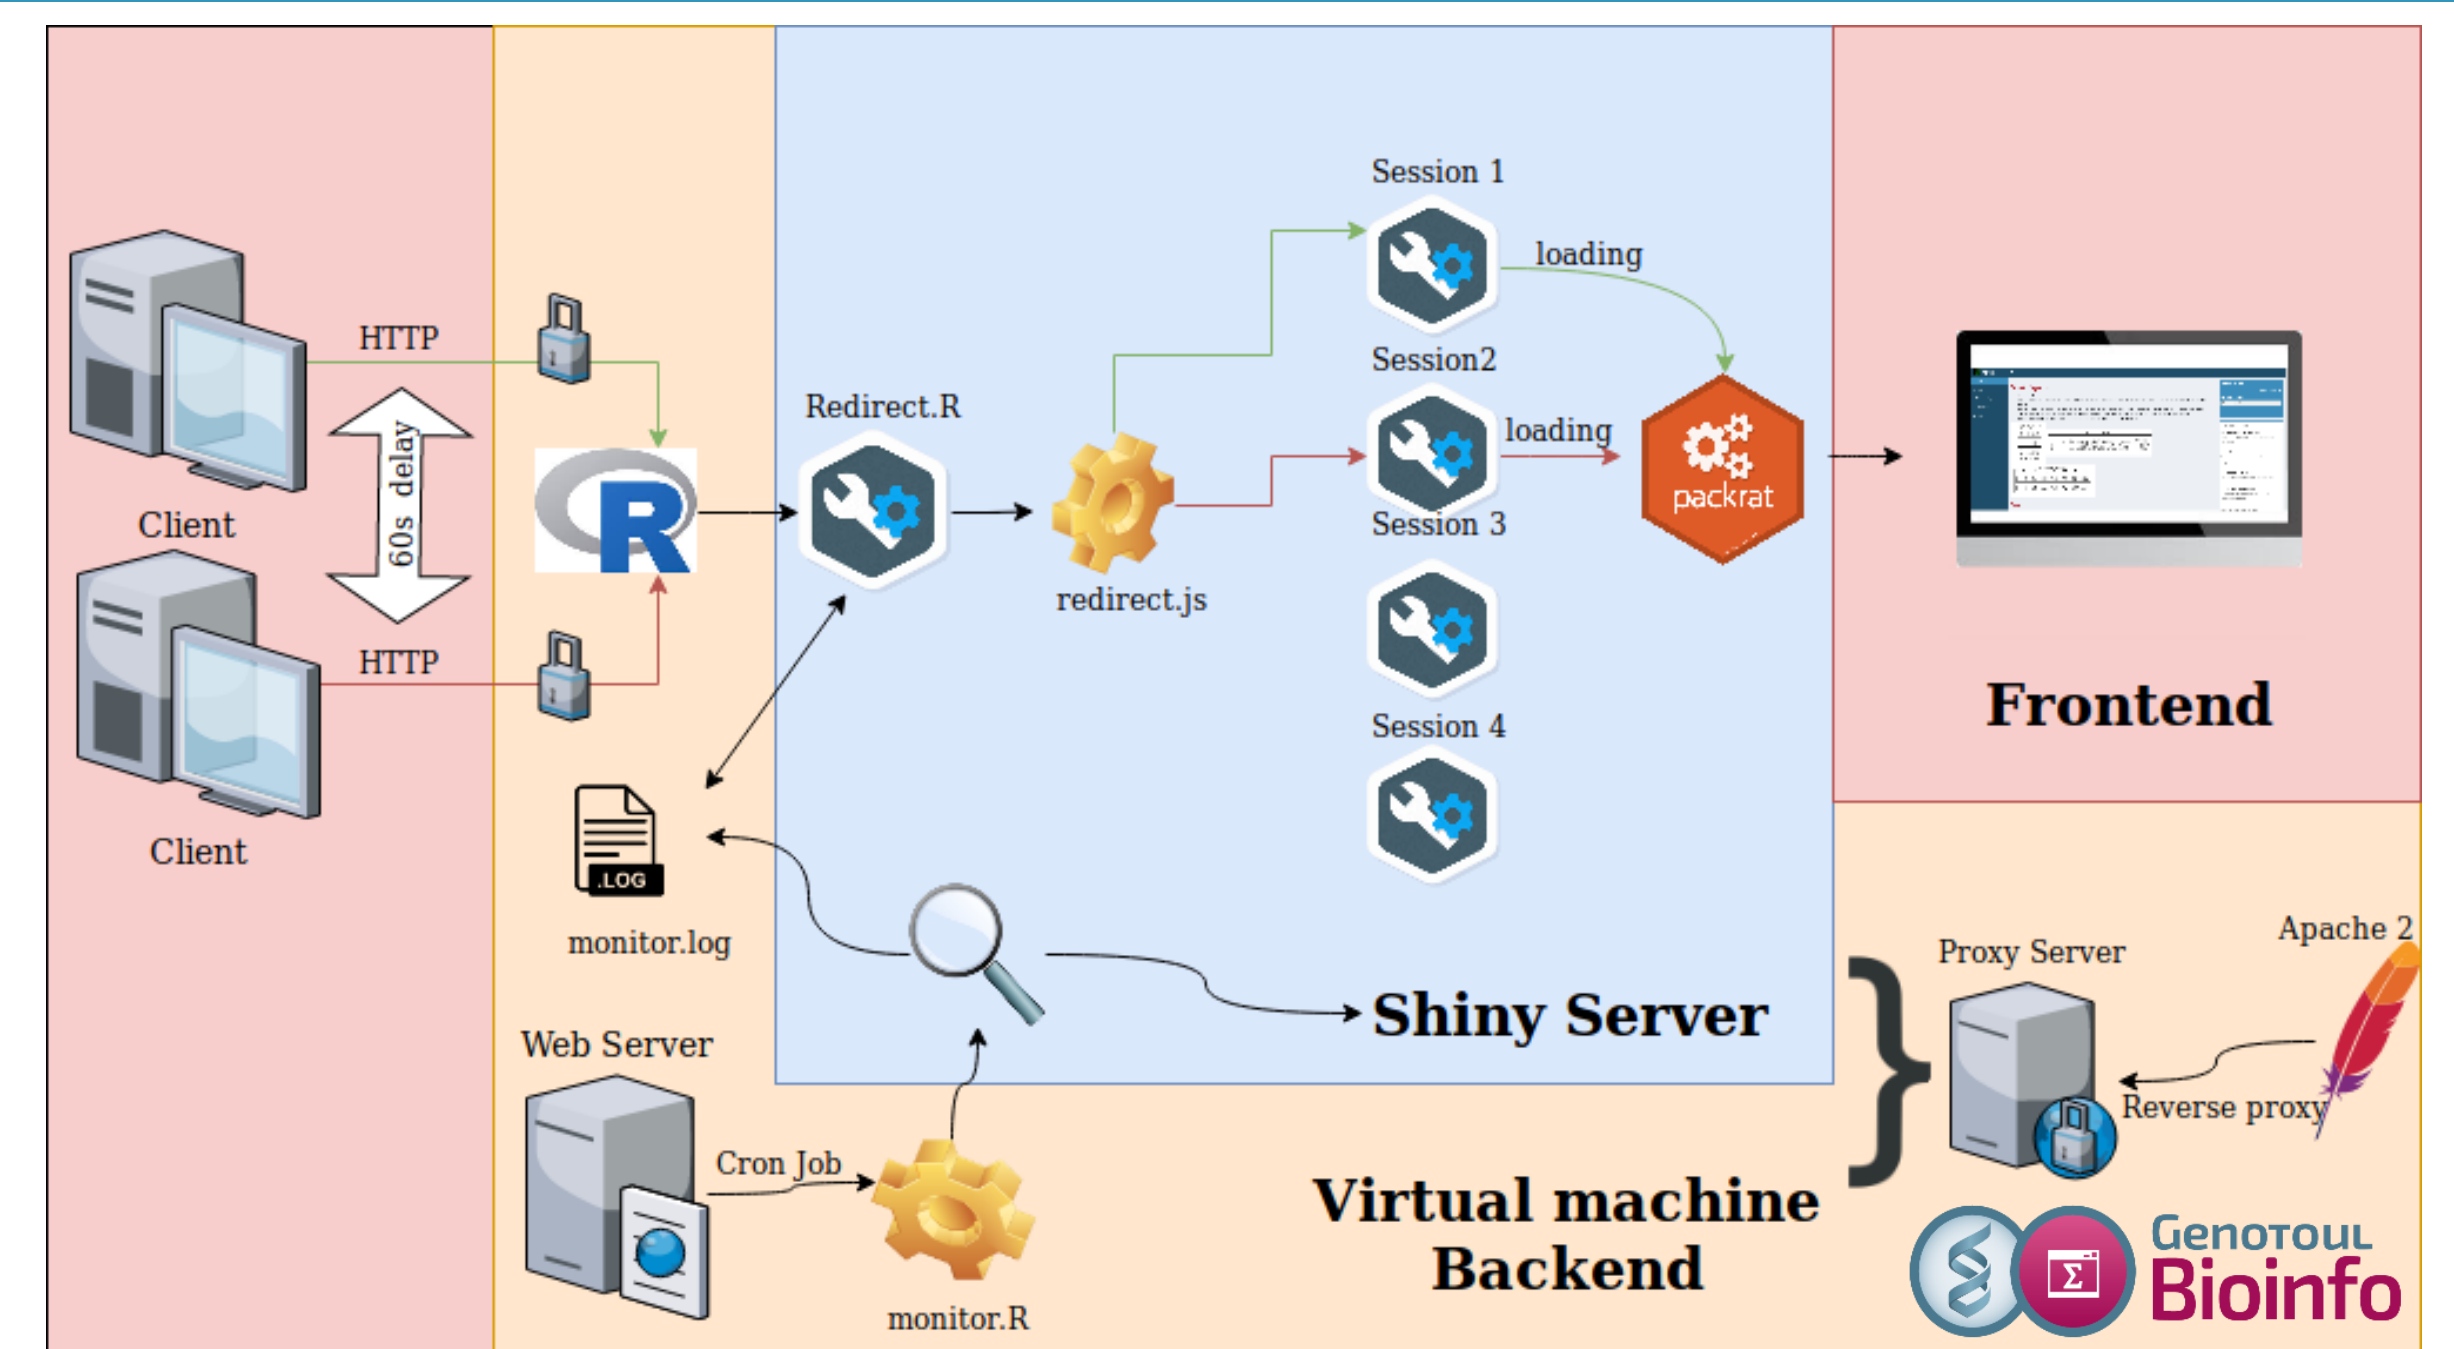 Client
Client
HTTP
60s delay
HTTP
R
monitor.log
.LOG
Web Server
Cron Job
monitor.R
Redirect.R
redirect.js
Session 1
loading
Session2
loading
Session 3
Session 4
packrat
Shiny Server
Virtual machine
Backend
Frontend
Proxy Server
Apache 2
Reverse proxy
Σ
GENOTOUL
Bioinfo